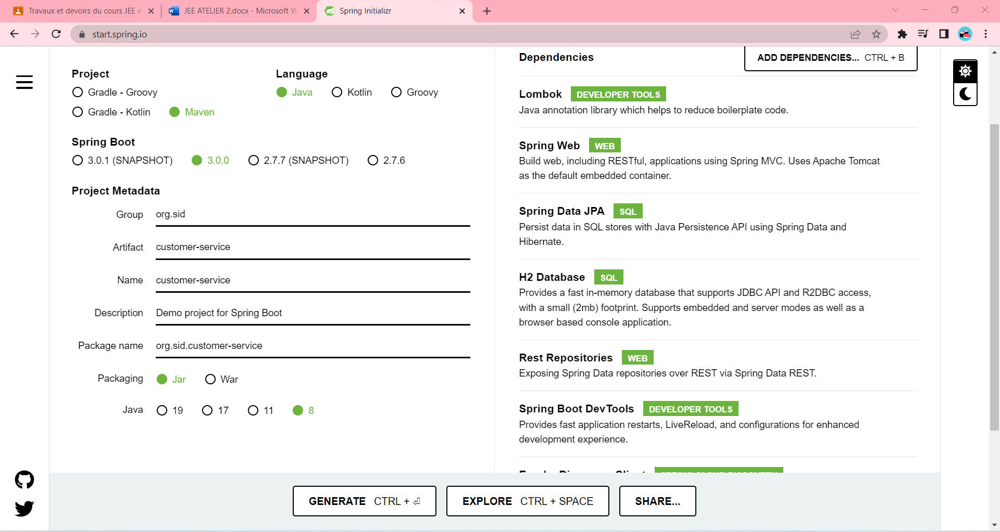 Travaux et devoirs du cours JEE e
JEE ATELIER 2.docx - Microsoft W
Spring Initializr
start.spring.io
Project
Gradle - Groovy
Gradle - Kotlin Maven
Language
Java Kotlin Groovy
Spring Boot
3.0.1 (SNAPSHOT) 3.0.0 2.7.7 (SNAPSHOT) 2.7.6
Project Metadata
Group org.sid
Artifact customer-service
Name customer-service
Description Demo project for Spring Boot
Package name org.sid.customer-service
Packaging Jar War
Java 19 17 11 8
Dependencies
ADD DEPENDENCIES... CTRL + B
Lombok DEVELOPER TOOLS
Java annotation library which helps to reduce boilerplate code.
Spring Web WEB
Build web, including RESTful, applications using Spring MVC. Uses Apache Tomcat
as the default embedded container.
Spring Data JPA SQL
Persist data in SQL stores with Java Persistence API using Spring Data and
Hibernate.
H2 Database SQL
Provides a fast in-memory database that supports JDBC API and R2DBC access,
with a small (2mb) footprint. Supports embedded and server modes as well as a
browser based console application.
Rest Repositories WEB
Exposing Spring Data repositories over REST via Spring Data REST.
Spring Boot DevTools DEVELOPER TOOLS
Provides fast application restarts, LiveReload, and configurations for enhanced
development experience.
GENERATE CTRL + ⏎
EXPLORE CTRL + SPACE
SHARE...